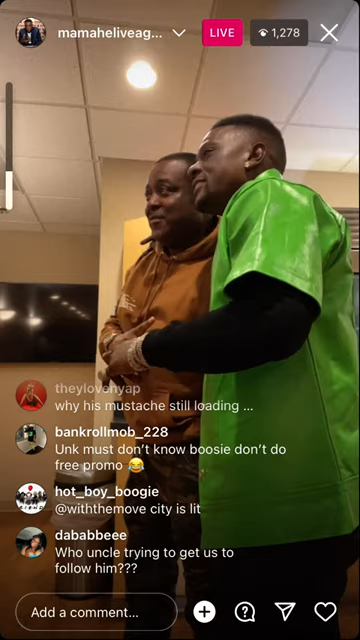 mamaheliveag...
LIVE
1,278
theylovehyap
why his mustache still loading ...
bankrollmob_228
Unk must don't know boosie don't do
free promo 😂
hot_boy_boogie
@withthemove city is lit
dababbeee
Who uncle trying to get us to
follow him???
Add a comment...